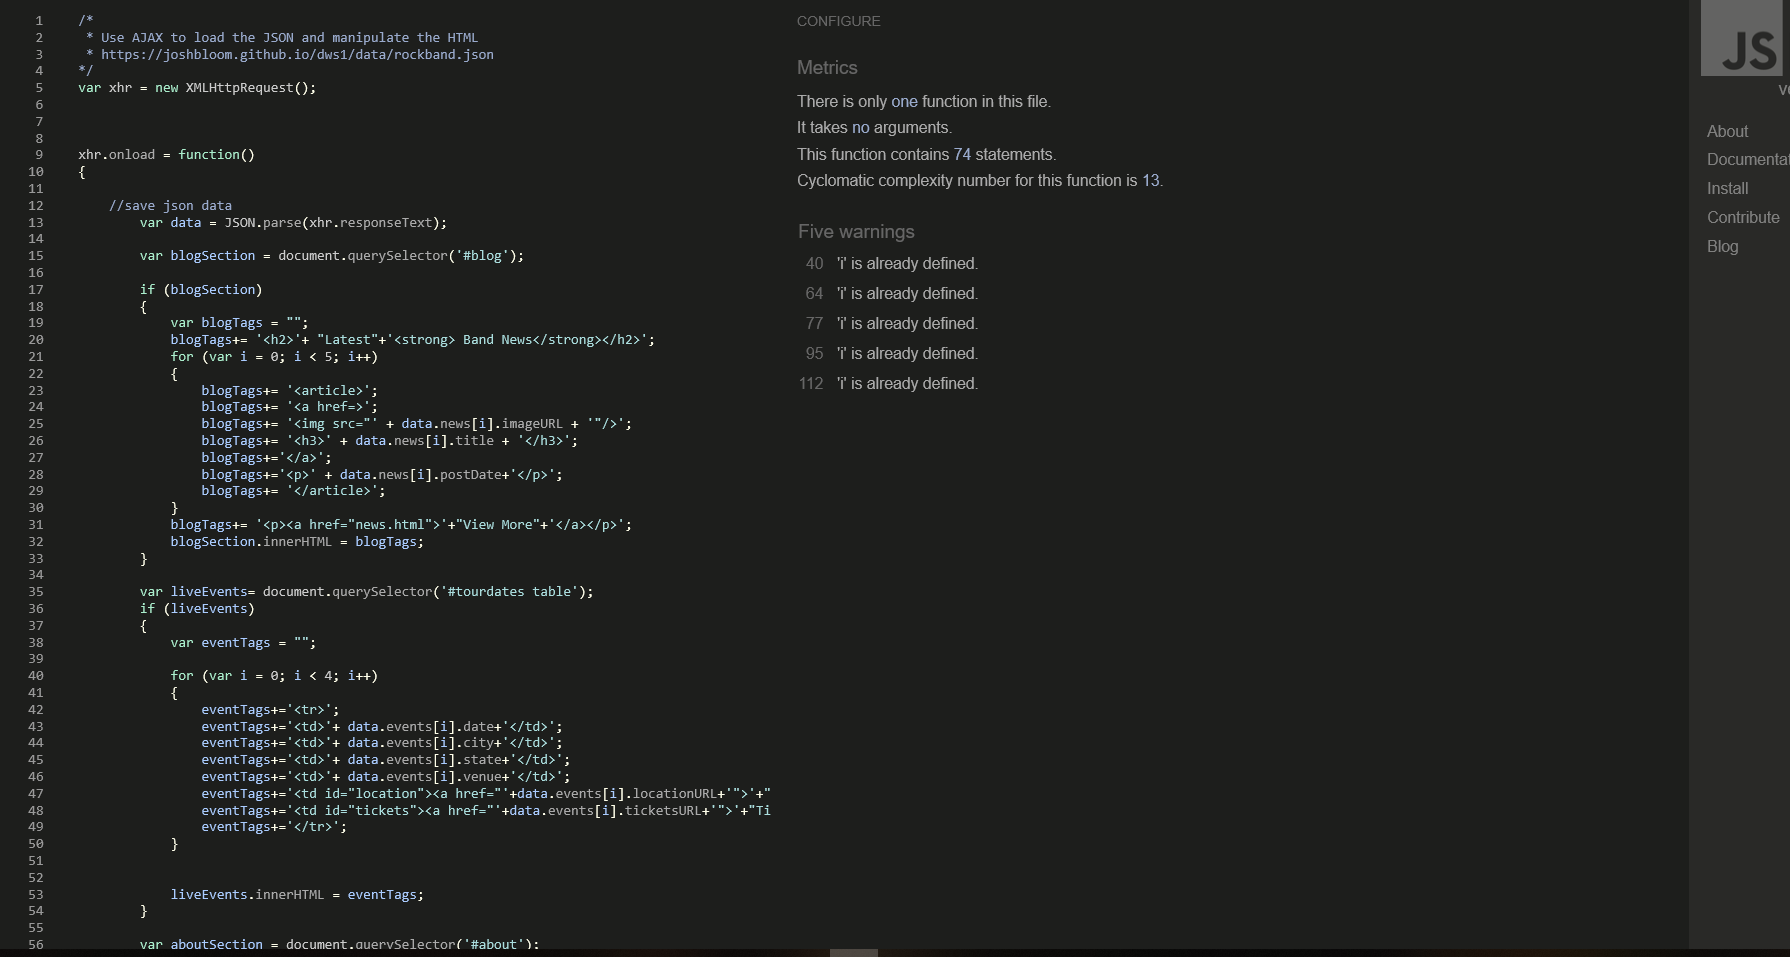 1 /*
2 * Use AJAX to load the JSON and manipulate the HTML
3 * https://joshbloom.github.io/dws1/data/rockband.json
4 */
5 var xhr = new XMLHttpRequest();
6
7
8
9 xhr.onload = function()
10 {
11
12 //save json data
13 var data = JSON.parse(xhr.responseText);
14
15 var blogSection = document.querySelector('#blog');
16
17 if (blogSection)
18 {
19 var blogTags = "";
20 blogTags+= '<h2>'+ "Latest"+'<strong> Band News</strong></h2>';
21 for (var i = 0; i < 5; i++)
22 {
23 blogTags+= '<article>';
24 blogTags+= '<a href=>';
25 blogTags+= '<img src="' + data.news[i].imageURL + '"/>';
26 blogTags+= '<h3>' + data.news[i].title + '</h3>';
27 blogTags+='</a>';
28 blogTags+='<p>' + data.news[i].postDate+'</p>';
29 blogTags+= '</article>';
30 }
31 blogTags+= '<p><a href="news.html">'+"View More"+'</a></p>';
32 blogSection.innerHTML = blogTags;
33 }
34
35 var liveEvents= document.querySelector('#tourdates table');
36 if (liveEvents)
37 {
38 var eventTags = "";
39
40 for (var i = 0; i < 4; i++)
41 {
42 eventTags+='<tr>';
43 eventTags+='<td>'+ data.events[i].date+'</td>';
44 eventTags+='<td>'+ data.events[i].city+'</td>';
45 eventTags+='<td>'+ data.events[i].state+'</td>';
46 eventTags+='<td>'+ data.events[i].venue+'</td>';
47 eventTags+='<td id="location"><a href="'+data.events[i].locationURL+'">'+"
48 eventTags+='<td id="tickets"><a href="'+data.events[i].ticketsURL+'">'+"Ti
49 eventTags+='</tr>';
50 }
51
52
53 liveEvents.innerHTML = eventTags;
54 }
55
56 var aboutSection = document.querySelector('#about');
CONFIGURE
Metrics
There is only one function in this file.
It takes no arguments.
This function contains 74 statements.
Cyclomatic complexity number for this function is 13.
Five warnings
40 'i' is already defined.
64 'i' is already defined.
77 'i' is already defined.
95 'i' is already defined.
112 'i' is already defined.
JS
About
Documentat
Install
Contribute
Blog